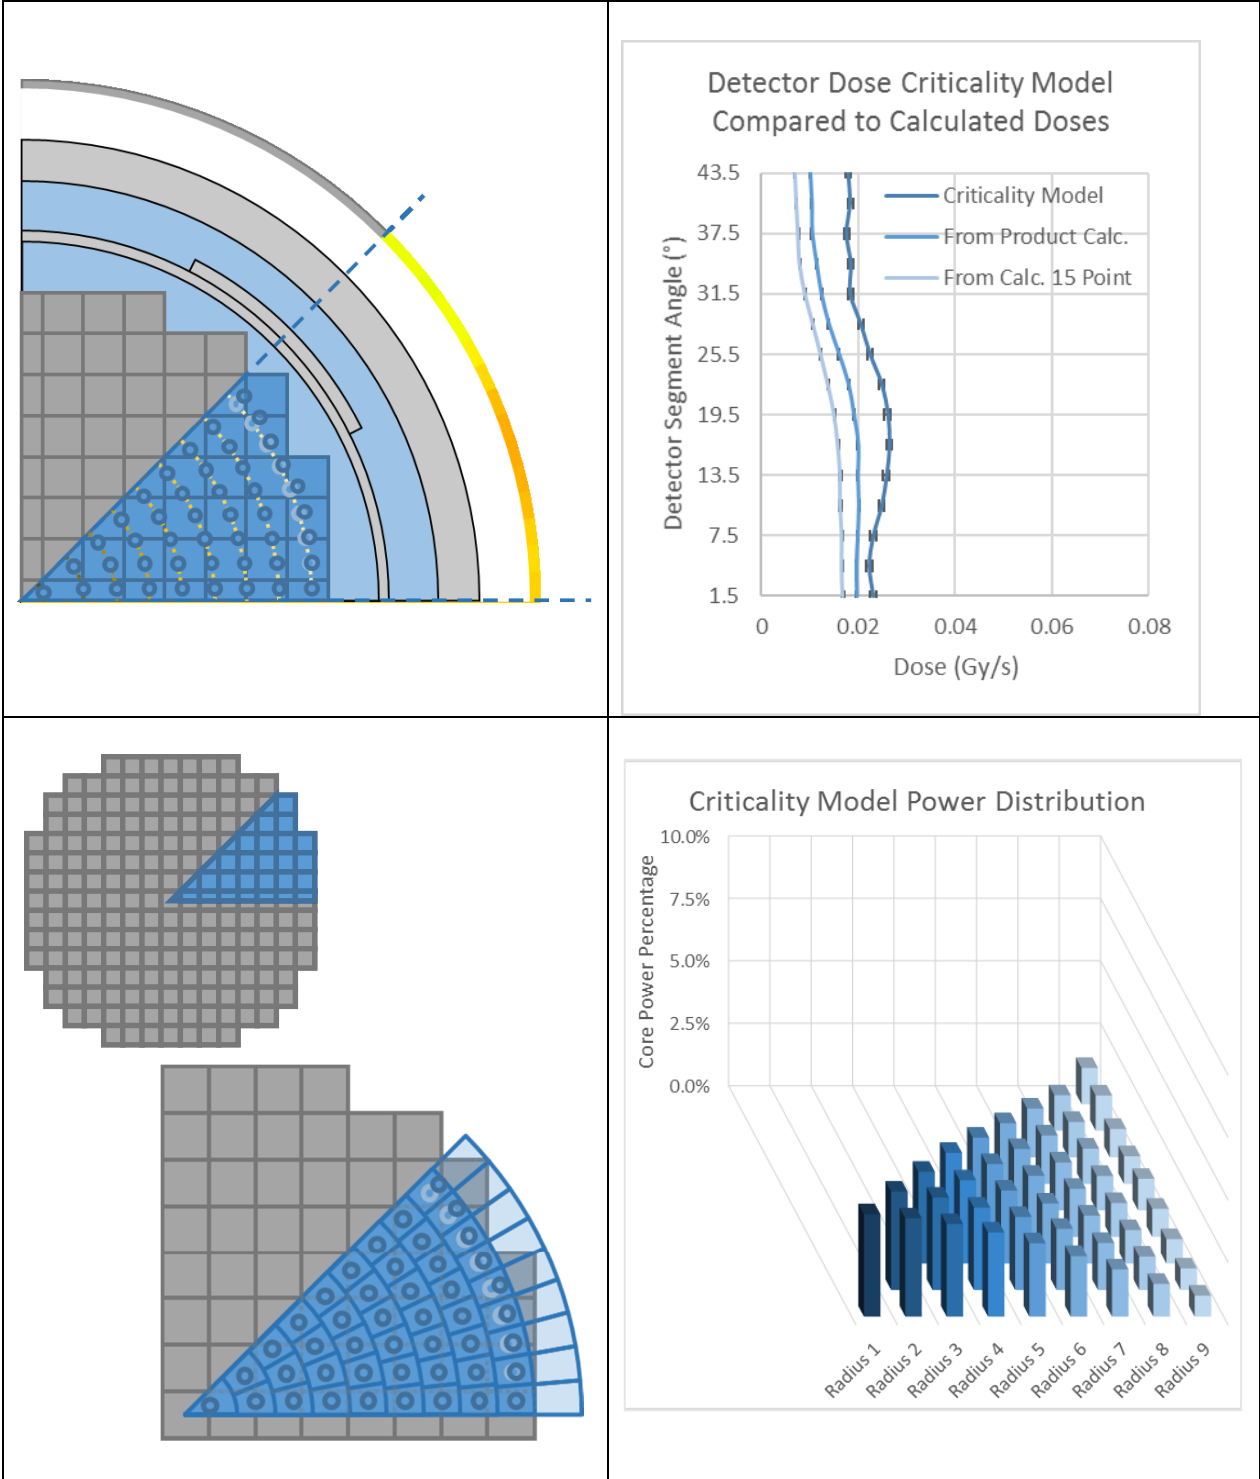 Detector Dose Criticality Model
Compared to Calculated Doses
43.5
37.5
31.5
25.5
19.5
13.5
7.5
1.5
Detector Segment Angle (°)
Criticality Model
From Product Calc.
From Calc. 15 Point
0
0.02
0.04
0.06
0.08
Dose (Gy/s)
Criticality Model Power Distribution
10.0%
7.5%
5.0%
2.5%
0.0%
Core Power Percentage
Radius 1
Radius 2
Radius 3
Radius 4
Radius 5
Radius 6
Radius 7
Radius 8
Radius 9